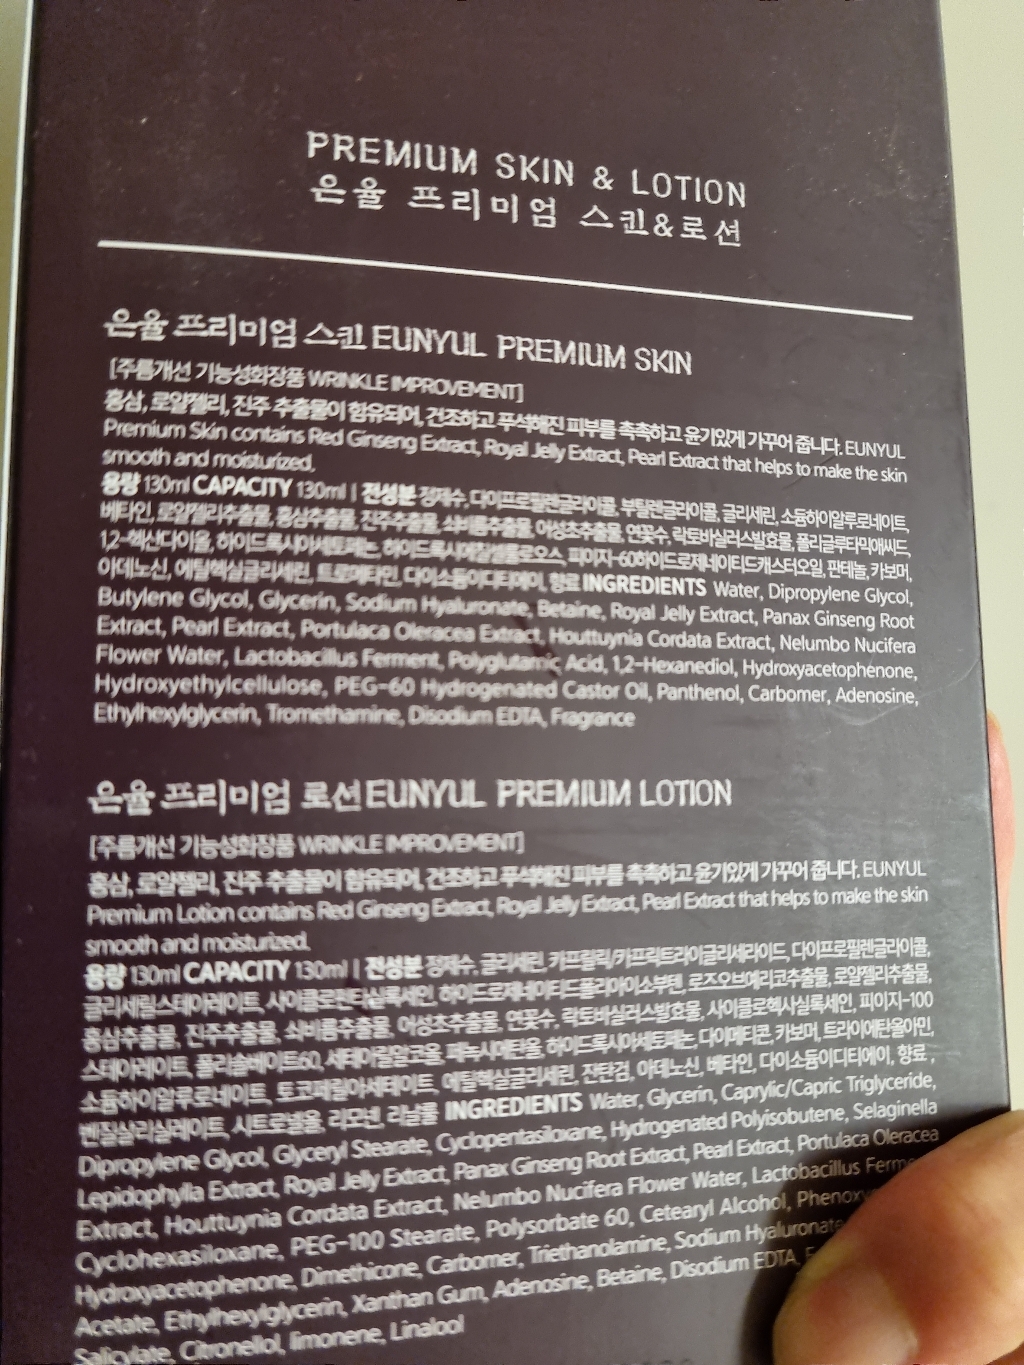 PREMIUM SKIN & LOTION
은율 프리미엄 스킨&로션
은율 프리미엄 스킨 EUNYUL PREMIUM SKIN
[주름개선 기능성화장품 WRINKLE IMPROVEMENT]
홍삼, 로얄젤리, 진주 추출물이 함유되어, 건조하고 푸석해진 피부를 촉촉하고 윤기있게 가꾸어 줍니다. EUNYUL
Premium Skin contains Red Ginseng Extract, Royal Jelly Extract, Pearl Extract that helps to make the skin
smooth and moisturized.
용량 130ml CAPACITY 130ml | 전성분 정제수, 다이프로필렌글라이콜, 부틸렌글라이콜, 글리세린, 소듐하이알루로네이트,
베타인, 로얄젤리추출물, 홍삼추출물, 진주추출물, 쇠비름추출물, 어성초추출물, 연꽃수, 락토바실러스발효물, 폴리글루타믹애씨드,
1,2-헥산다이올, 하이드록시아세토페논, 하이드록시에칠셀룰로오스, 피이지-60하이드로제네이티드캐스터오일, 판테놀, 카보머,
아데노신, 에틸헥실글리세린, 트로메타민, 다이소듐이디티에이, 향료 INGREDIENTS Water, Dipropylene Glycol,
Butylene Glycol, Glycerin, Sodium Hyaluronate, Betaine, Royal Jelly Extract, Panax Ginseng Root
Extract, Pearl Extract, Portulaca Oleracea Extract, Houttuynia Cordata Extract, Nelumbo Nucifera
Flower Water, Lactobacillus Ferment, Polyglutamic Acid, 1,2-Hexanediol, Hydroxyacetophenone,
Hydroxyethylcellulose, PEG-60 Hydrogenated Castor Oil, Panthenol, Carbomer, Adenosine,
Ethylhexylglycerin, Tromethamine, Disodium EDTA, Fragrance
은율 프리미엄 로션 EUNYUL PREMIUM LOTION
[주름개선 기능성화장품 WRINKLE IMPROVEMENT]
홍삼, 로얄젤리, 진주 추출물이 함유되어, 건조하고 푸석해진 피부를 촉촉하고 윤기있게 가꾸어 줍니다. EUNYUL
Premium Lotion contains Red Ginseng Extract, Royal Jelly Extract, Pearl Extract that helps to make the skin
smooth and moisturized.
용량 130ml CAPACITY 130ml | 전성분 정제수, 글리세린, 카프릴릭/카프릭트라이글리세라이드, 다이프로필렌글라이콜,
글리세릴스테아레이트, 사이클로펜타실록세인, 하이드로제네이티드폴리아이소부텐, 로즈오브예리코추출물, 로얄젤리추출물,
홍삼추출물, 진주추출물, 쇠비름추출물, 어성초추출물, 연꽃수, 락토바실러스발효물, 사이클로헥사실록세인, 피이지-100
스테아레이트, 폴리솔베이트60, 세테아릴알코올, 페녹시에탄올, 하이드록시아세토페논, 다이메티콘, 카보머, 트라이에탄올아민,
소듐하이알루로네이트, 토코페릴아세테이트, 에틸헥실글리세린, 잔탄검, 아데노신, 베타인, 다이소듐이디티에이, 향료,
벤질살리실레이트, 시트로넬올, 리모넨, 리날룰 INGREDIENTS Water, Glycerin, Caprylic/Capric Triglyceride,
Dipropylene Glycol, Glyceryl Stearate, Cyclopentasiloxane, Hydrogenated Polyisobutene, Selaginella
Lepidophylla Extract, Royal Jelly Extract, Panax Ginseng Root Extract, Pearl Extract, Portulaca Oleracea
Extract, Houttuynia Cordata Extract, Nelumbo Nucifera Flower Water, Lactobacillus
Cyclohexasiloxane, PEG-100 Stearate, Polysorbate 60, Cetearyl Alcohol,
Hydroxyacetophenone, Dimethicone, Carbomer, Triethanolamine, Sodium Hyaluronate
Acetate, Ethylhexylglycerin, Xanthan Gum, Adenosine, Betaine, Disodium EDTA,
Salicylate, Citronellol, limonene, Linalool